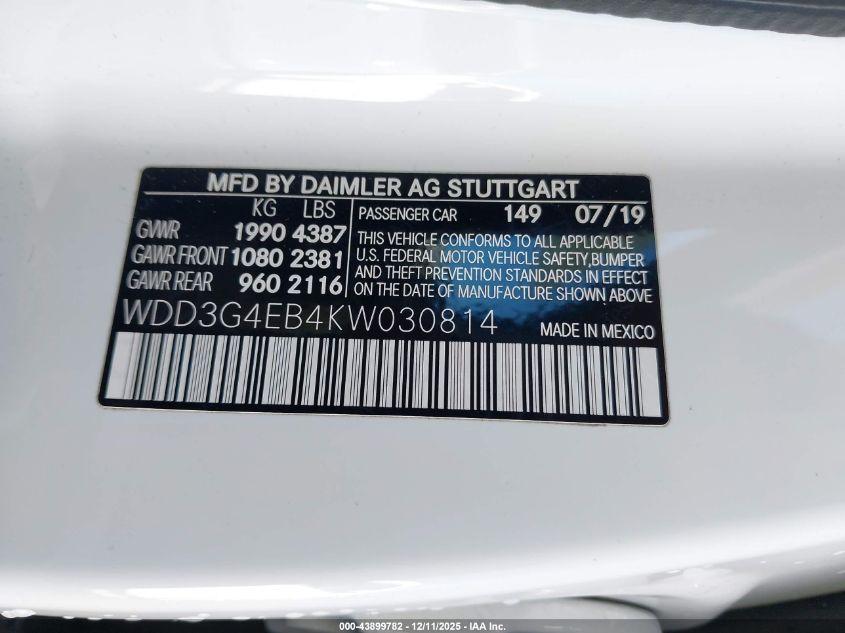 MFD BY DAIMLER AG STUTTGART
KG LBS
GVWR 1990 4387
GAWR FRONT 1080 2381
GAWR REAR 960 2116
PASSENGER CAR 149 07/19
THIS VEHICLE CONFORMS TO ALL APPLICABLE
U.S. FEDERAL MOTOR VEHICLE SAFETY,BUMPER
AND THEFT PREVENTION STANDARDS IN EFFECT
ON THE DATE OF MANUFACTURE SHOWN ABOVE
WDD3G4EB4KW030814
MADE IN MEXICO
000-43899782 - 12/11/2025 - IAA Inc.